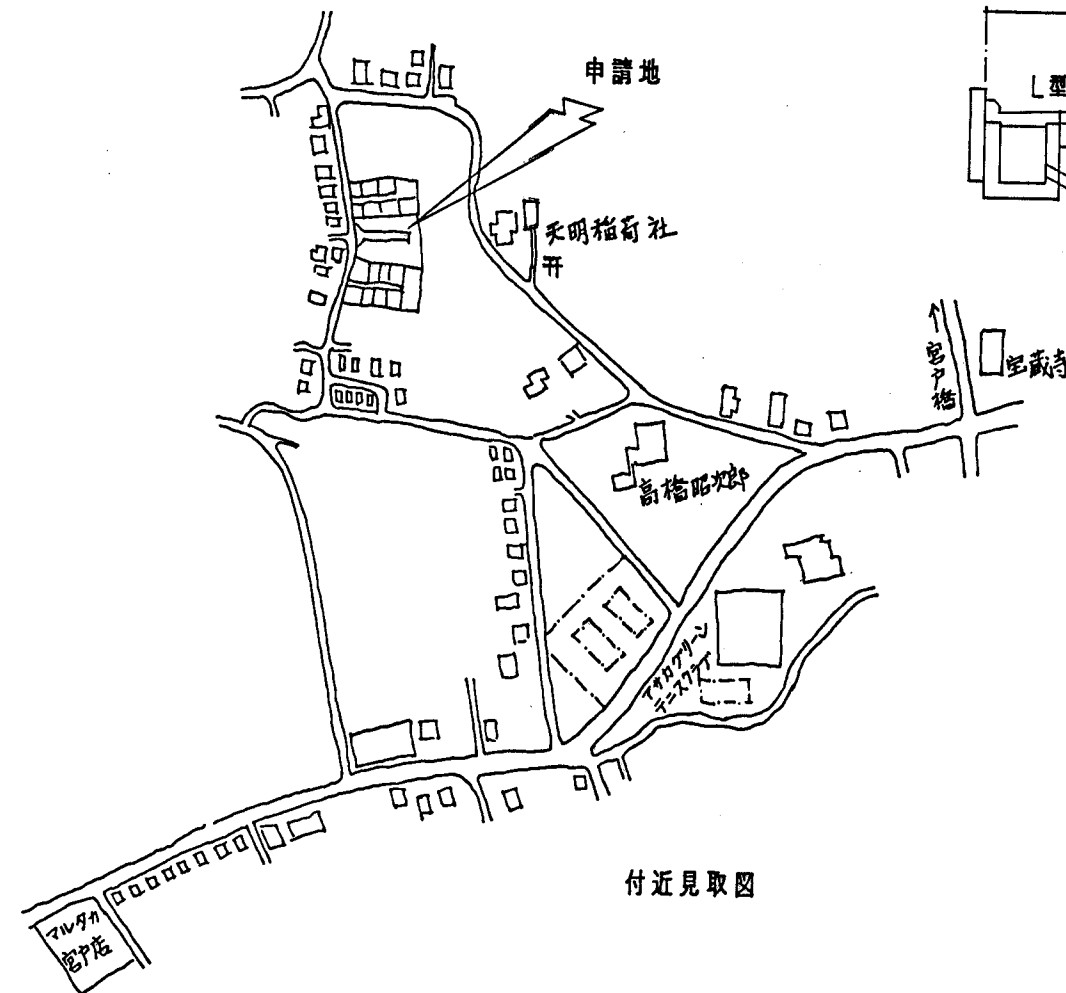 申請地
L型
天明稲荷社
↑宮戸橋
宝蔵寺
高橋昭次郎
アサカグリーン
テニスクラブ
付近見取図
マルタカ
宮戸店